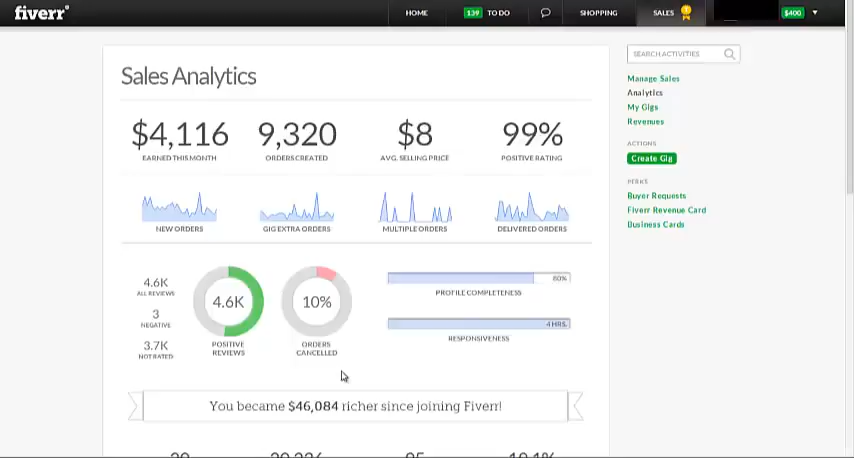 fiverr®
HOME
139 TO DO
SHOPPING
SALES
$400
SEARCH ACTIVITIES
Manage Sales
Analytics
My Gigs
Revenues
ACTIONS
Create Gig
PERKS
Buyer Requests
Fiverr Revenue Card
Business Cards
Sales Analytics
$4,116 9,320 $8 99%
EARNED THIS MONTH ORDERS CREATED AVG. SELLING PRICE POSITIVE RATING
NEW ORDERS GIG EXTRA ORDERS MULTIPLE ORDERS DELIVERED ORDERS
4.6K
ALL REVIEWS
3
NEGATIVE
3.7K
NOT RATED
4.6K
POSITIVE
REVIEWS
10%
ORDERS
CANCELLED
80%
PROFILE COMPLETENESS
4 HRS.
RESPONSIVENESS
You became $46,084 richer since joining Fiverr!